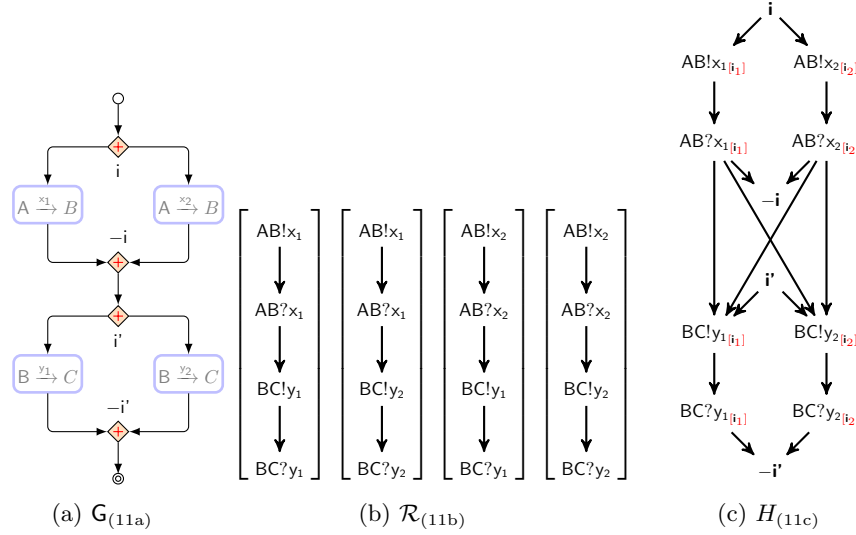 +
i
A x₁→ B A x₂→ B
−i
+
+
i'
B y₁→ C B y₂→ C
−i'
+
(a) G(11a)
AB!x₁ AB!x₁ AB!x₂ AB!x₂
AB?x₁ AB?x₁ AB?x₂ AB?x₂
BC!y₁ BC!y₂ BC!y₁ BC!y₂
BC?y₁ BC?y₂ BC?y₁ BC?y₂
(b) R(11b)
i
AB!x₁[i₁] AB!x₂[i₂]
AB?x₁[i₁] AB?x₂[i₂
−i
i'
BC!y₁[i₁] BC!y₂[i₂]
BC?y₁[i₁] BC?y₂[i₂
−i'
(c) H(11c)